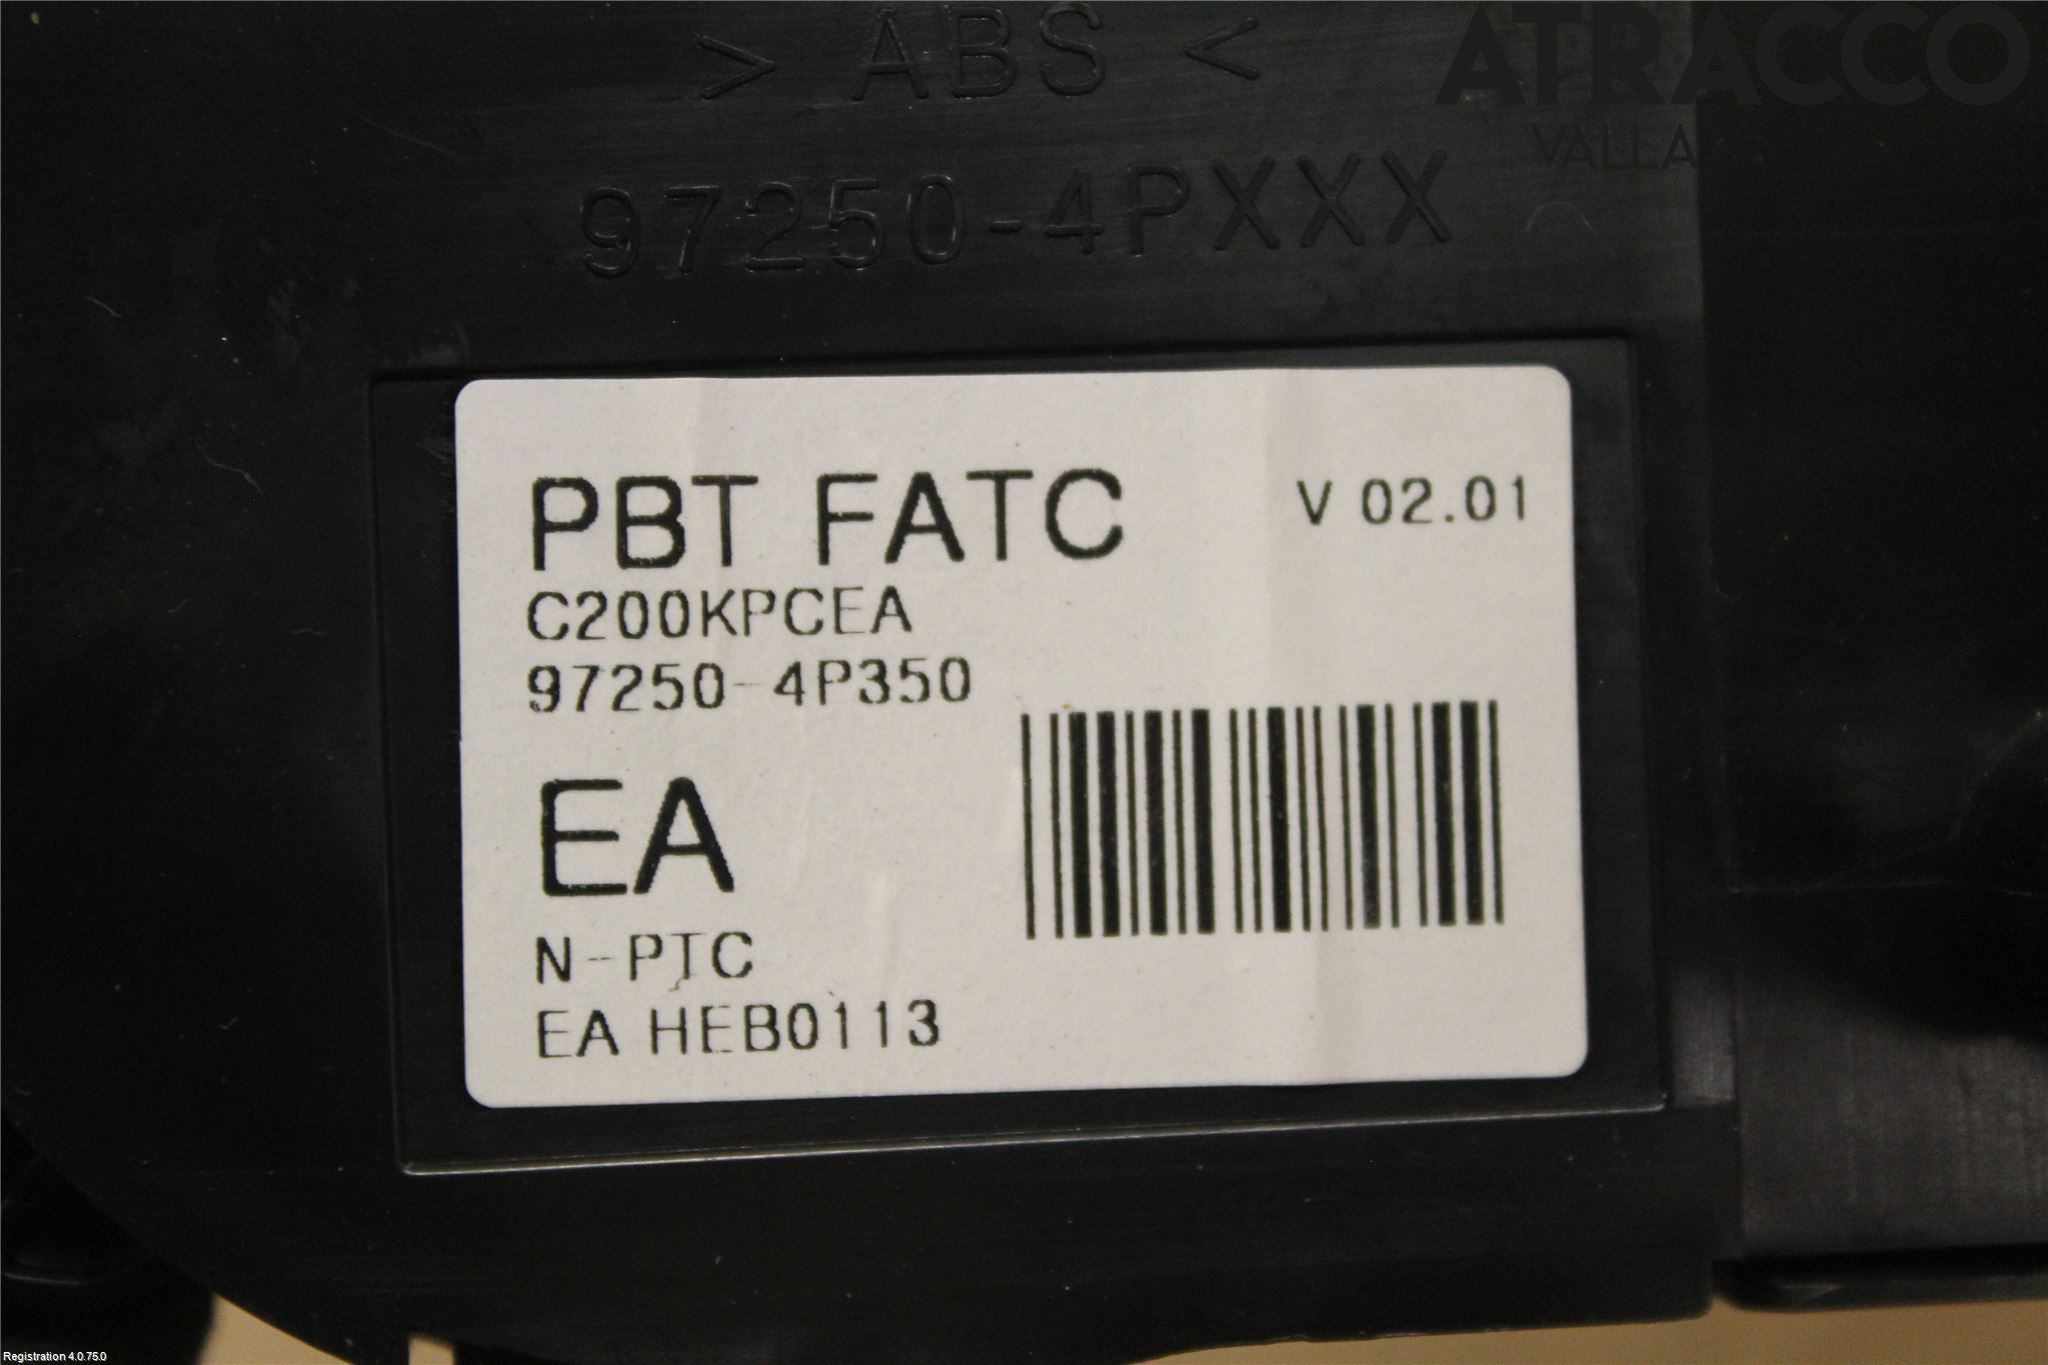 > ABS <
ATRACCO
VALLA
97250-4PXXX
PBT FATC
V 02.01
C200KPCEA
97250-4P350
EA
N-PTC
EA HEB0113
Registration 4.0.75.0